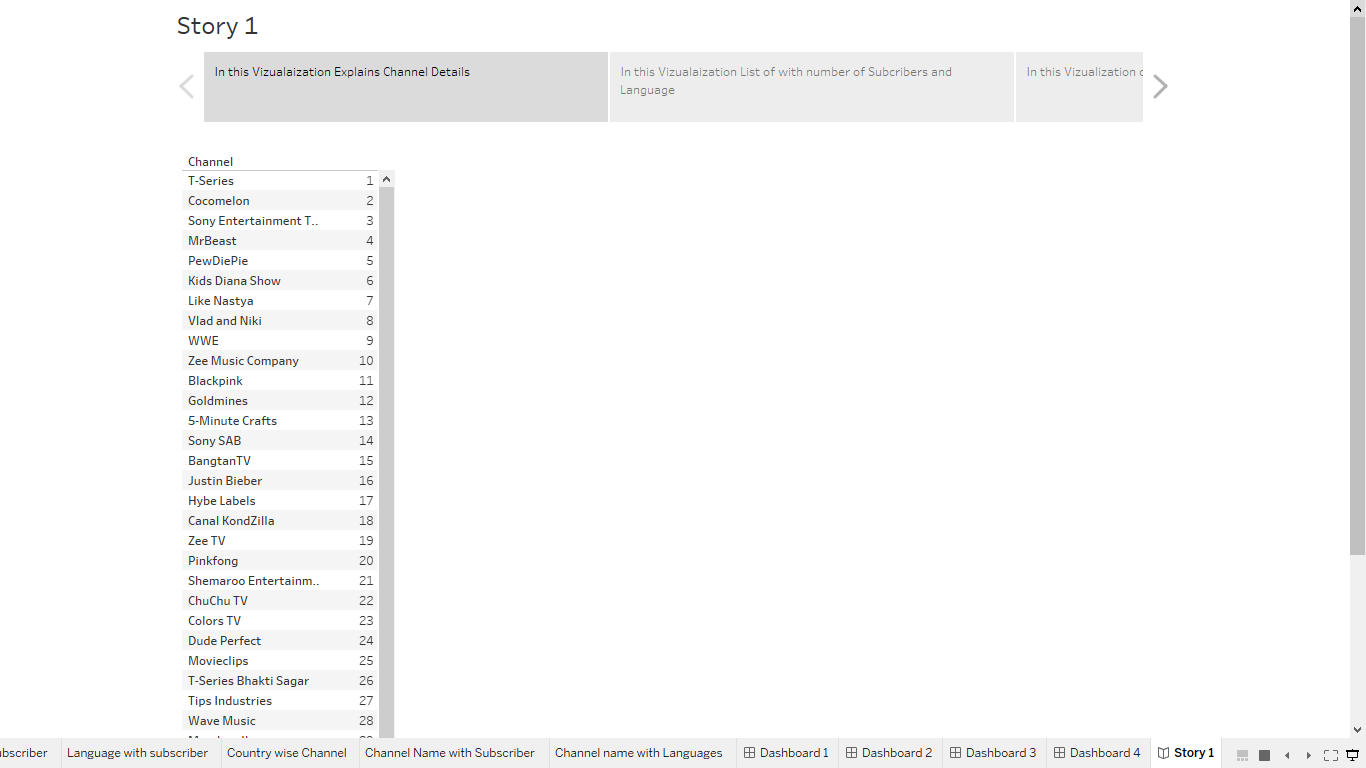 Story 1
In this Vizualaization Explains Channel Details
In this Vizualaization List of with number of Subcribers and
Language
In this Vizualization
Channel
T-Series 1
Cocomelon 2
Sony Entertainment T.. 3
MrBeast 4
PewDiePie 5
Kids Diana Show 6
Like Nastya 7
Vlad and Niki 8
WWE 9
Zee Music Company 10
Blackpink 11
Goldmines 12
5-Minute Crafts 13
Sony SAB 14
BangtanTV 15
Justin Bieber 16
Hybe Labels 17
Canal KondZilla 18
Zee TV 19
Pinkfong 20
Shemaroo Entertainm.. 21
ChuChu TV 22
Colors TV 23
Dude Perfect 24
Movieclips 25
T-Series Bhakti Sagar 26
Tips Industries 27
Wave Music 28
ubscriber Language with subscriber Country wise Channel Channel Name with Subscriber Channel name with Languages Dashboard 1 Dashboard 2 Dashboard 3 Dashboard 4 Story 1